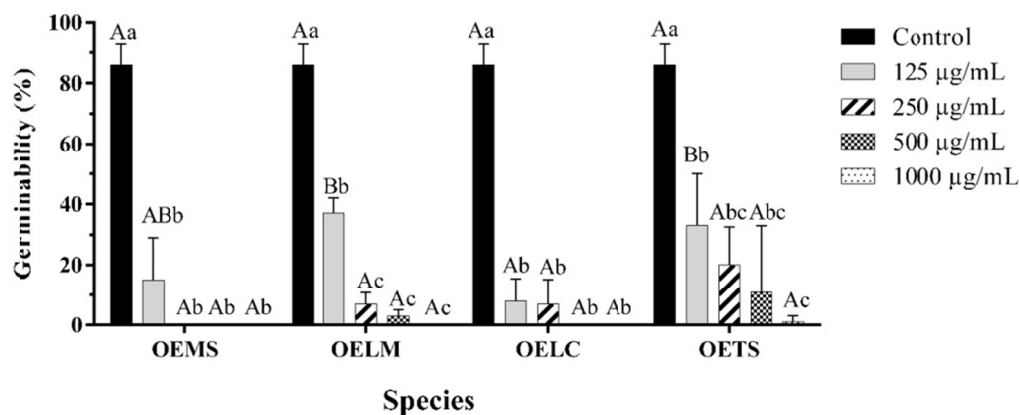 100
80
60
40
20
0
Germinability (%)
Aa
ABb
Ab Ab Ab
Aa
Bb
Ac
Ac
Ac
Aa
Ab
Ab
Ab Ab
Aa
Bb
Abc
Abc
Ac
OEMS OELM OELC OETS
Species
Control
125 µg/mL
250 µg/mL
500 µg/mL
1000 µg/mL